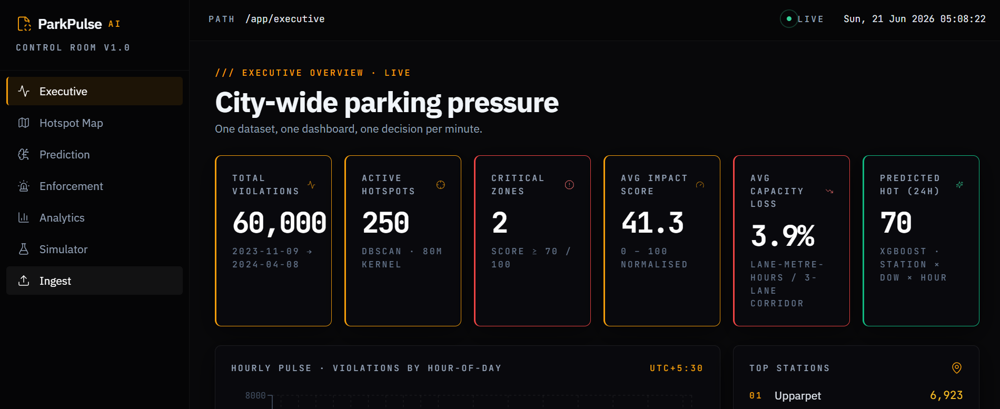 ParkPulse AI
CONTROL ROOM V1.0
Executive
Hotspot Map
Prediction
Enforcement
Analytics
Simulator
Ingest
PATH /app/executive
LIVE Sun, 21 Jun 2026 05:08:22
/// EXECUTIVE OVERVIEW · LIVE
City-wide parking pressure
One dataset, one dashboard, one decision per minute.
TOTAL
VIOLATIONS
60,000
2023-11-09 →
2024-04-08
ACTIVE
HOTSPOTS
250
DBSCAN · 80M
KERNEL
CRITICAL
ZONES
2
SCORE ≥ 70 /
100
AVG IMPACT
SCORE
41.3
0 – 100
NORMALISED
AVG
CAPACITY
LOSS
3.9%
LANE-METRE-
HOURS / 3-
LANE
CORRIDOR
PREDICTED
HOT (24H)
70
XGBOOST ·
STATION ×
DOW × HOUR
HOURLY PULSE · VIOLATIONS BY HOUR-OF-DAY UTC+5:30
8000
TOP STATIONS
01 Upparpet 6,923